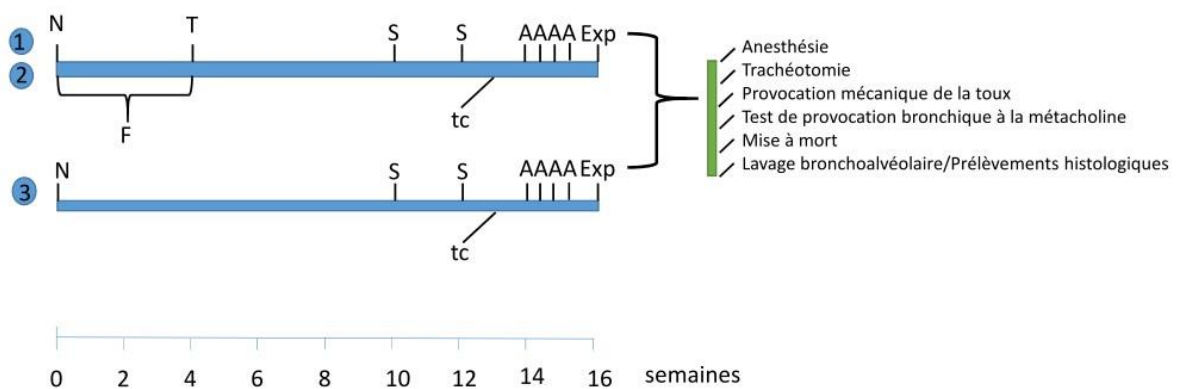 N T S S AAAA Exp
1
2
F
tc
N S S AAAA Exp
3
tc
Anesthésie
Trachéotomie
Provocation mécanique de la toux
Test de provocation bronchique à la métacholine
Mise à mort
Lavage bronchoalvéolaire/Prélèvements histologiques
0 2 4 6 8 10 12 14 16 semaines